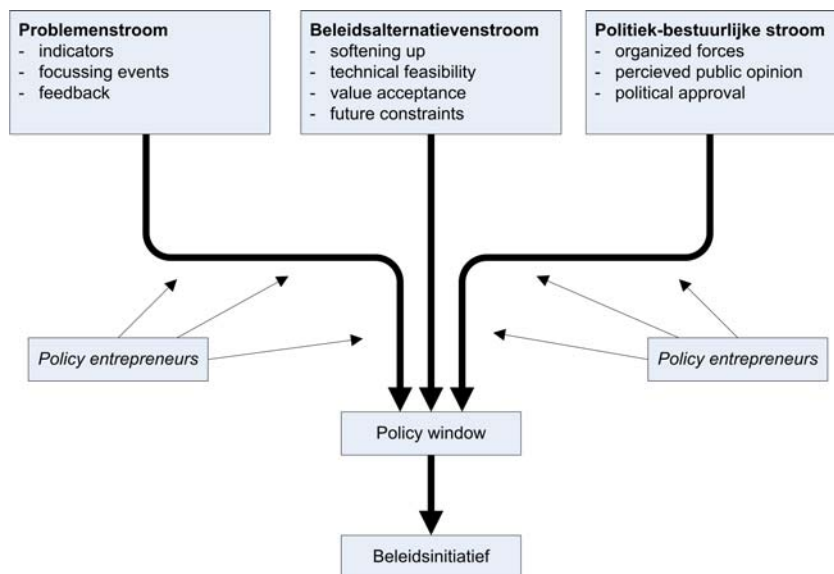 Problemenstroom
- indicators
- focussing events
- feedback
Beleidsalternatievenstroom
- softening up
- technical feasibility
- value acceptance
- future constraints
Politiek-bestuurlijke stroom
- organized forces
- percieved public opinion
- political approval
Policy entrepreneurs
Policy entrepreneurs
Policy window
Beleidsinitiatief